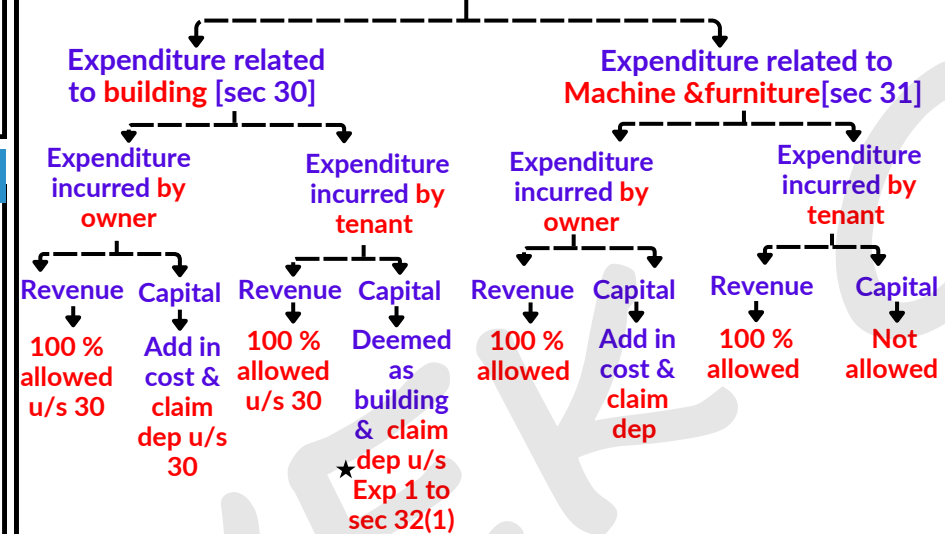 Expenditure related
to building [sec 30]
Expenditure related to
Machine &furniture[sec 31]
Expenditure
incurred by
owner
Expenditure
incurred by
tenant
Expenditure
incurred by
owner
Expenditure
incurred by
tenant
Revenue
100 %
allowed
u/s 30
Capital
Add in
cost &
claim
dep u/s
30
Revenue
100 %
allowed
u/s 30
Capital
Deemed
as
building
& claim
★dep u/s
Exp 1 to
sec 32(1)
Revenue
100 %
allowed
Capital
Add in
cost &
claim
dep
Revenue
100 %
allowed
Capital
Not
allowed